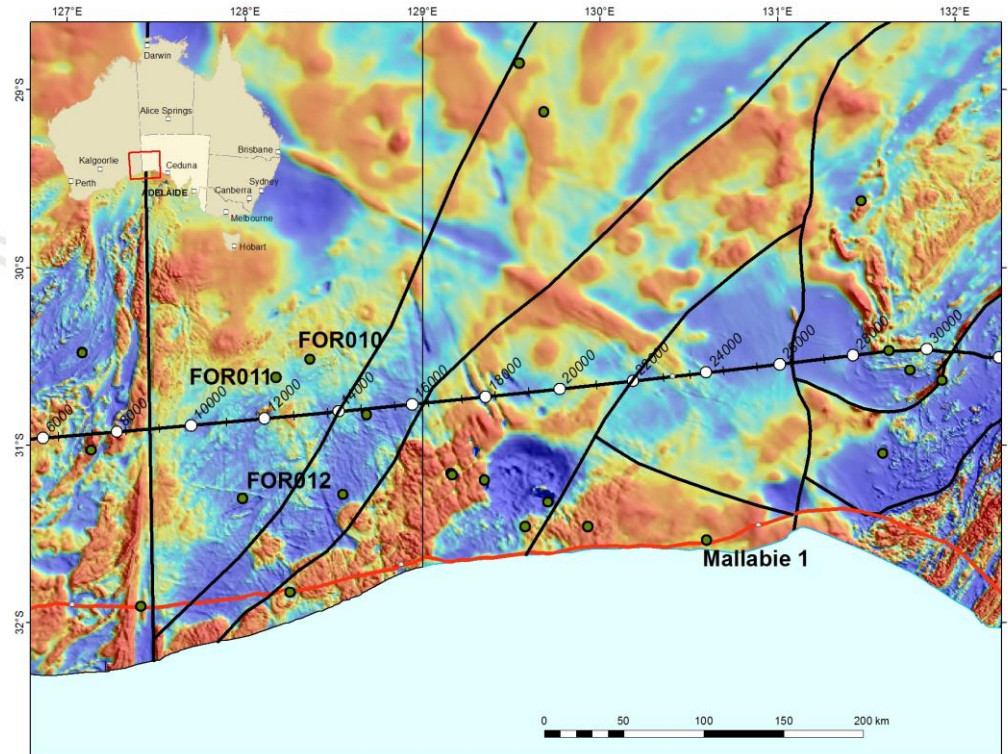 127°E
128°E
129°E
130°E
131°E
132°E
29°S
30°S
31°S
32°S
Darwin
Alice Springs
Brisbane
Kalgoorlie
Ceduna
Perth
ADELAIDE
Sydney
Canberra
Melbourne
Hobart
FOR010
FOR011
FOR012
6000
8000
10000
12000
14000
16000
18000
20000
22000
24000
26000
28000
30000
Mallabie 1
0 50 100 150 200 km